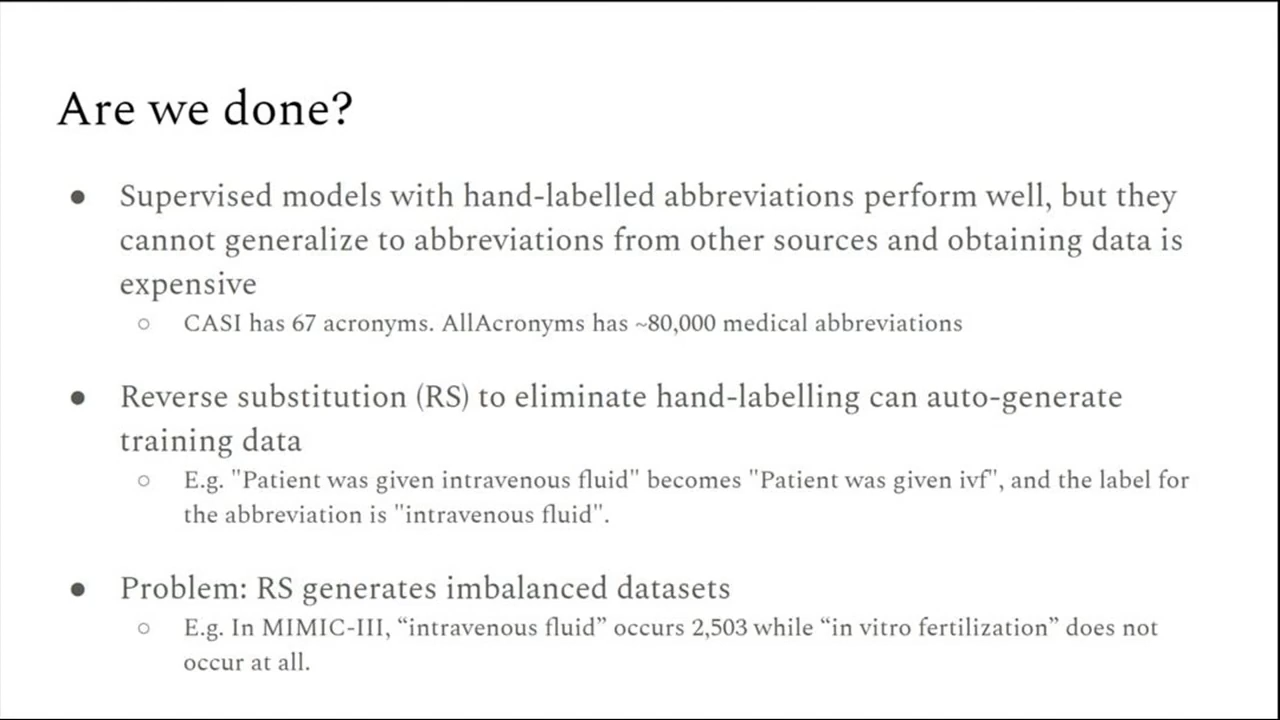 Are we done?
● Supervised models with hand-labelled abbreviations perform well, but they
cannot generalize to abbreviations from other sources and obtaining data is
expensive
○ CASI has 67 acronyms. AllAcronyms has ~80,000 medical abbreviations
● Reverse substitution (RS) to eliminate hand-labelling can auto-generate
training data
○ E.g. "Patient was given intravenous fluid" becomes "Patient was given ivf", and the label for
the abbreviation is "intravenous fluid".
● Problem: RS generates imbalanced datasets
○ E.g. In MIMIC-III, “intravenous fluid” occurs 2,503 while “in vitro fertilization” does not
occur at all.